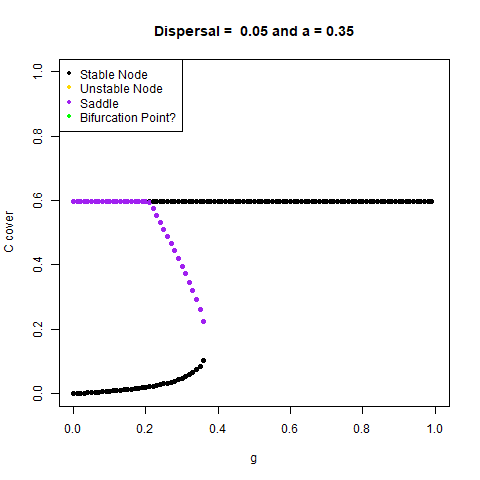 Dispersal =  0.05 and a = 0.35
Stable Node
Unstable Node
Saddle
Bifurcation Point?
C cover
1.0
0.8
0.6
0.4
0.2
0.0
0.0 0.2 0.4 0.6 0.8 1.0
g